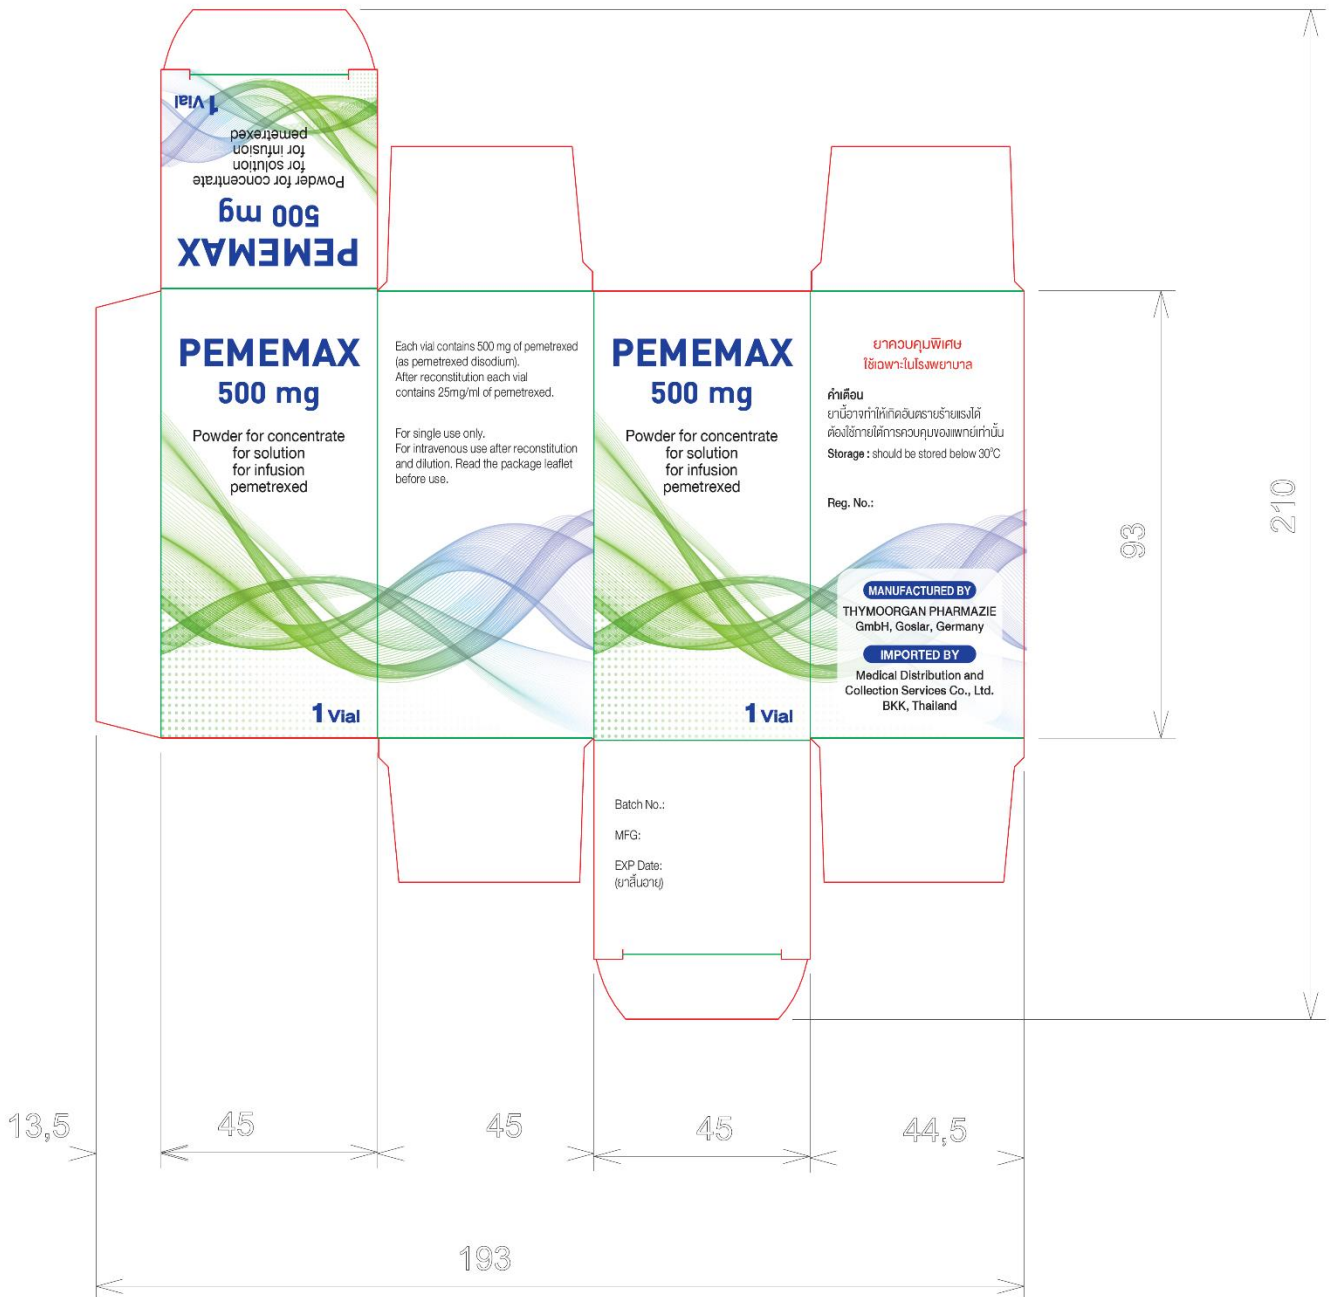 1 Vial
pemetrexed
for infusion
for solution
Powder for concentrate
500 mg
PEMEMAX
PEMEMAX
500 mg
Powder for concentrate
for solution
for infusion
pemetrexed
1 Vial
Each vial contains 500 mg of pemetrexed
(as pemetrexed disodium).
After reconstitution each vial
contains 25mg/ml of pemetrexed.
For single use only.
For intravenous use after reconstitution
and dilution. Read the package leaflet
before use.
PEMEMAX
500 mg
Powder for concentrate
for solution
for infusion
pemetrexed
1 Vial
ยาควบคุมพิเศษ
ใช้เฉพาะในโรงพยาบาล
คำเตือน
ยานี้อาจทำให้เกิดอันตรายร้ายแรงได้
ต้องใช้ภายใต้การควบคุมของแพทย์เท่านั้น
Storage : should be stored below 30°C
Reg. No.:
MANUFACTURED BY
THYMOORGAN PHARMAZIE
GmbH, Goslar, Germany
IMPORTED BY
Medical Distribution and
Collection Services Co., Ltd.
BKK, Thailand
Batch No.:
MFG:
EXP Date:
(ยาสิ้นอายุ)
93
210
13,5
45
45
45
44,5
193